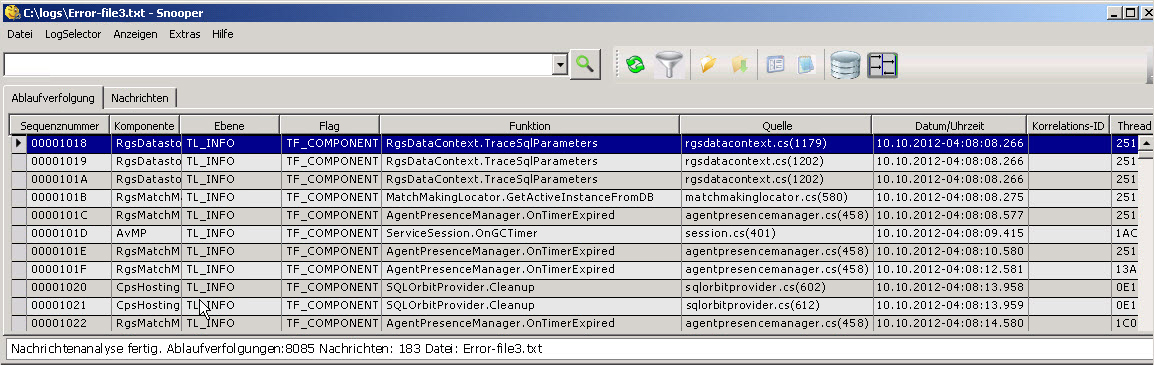 C:\logs\Error-file3.txt - Snooper
Datei LogSelector Anzeigen Extras Hilfe
Ablaufverfolgung Nachrichten
Sequenznummer Komponente Ebene Flag Funktion Quelle Datum/Uhrzeit Korrelations-ID Thread
00001018 RgsDatasto TL_INFO TF_COMPONENT RgsDataContext.TraceSqlParameters rgsdatacontext.cs(1179) 10.10.2012-04:08:08.266 251
00001019 RgsDatasto TL_INFO TF_COMPONENT RgsDataContext.TraceSqlParameters rgsdatacontext.cs(1202) 10.10.2012-04:08:08.266 251
0000101A RgsDatasto TL_INFO TF_COMPONENT RgsDataContext.TraceSqlParameters rgsdatacontext.cs(1202) 10.10.2012-04:08:08.266 251
0000101B RgsMatchM TL_INFO TF_COMPONENT MatchMakingLocator.GetActiveInstanceFromDB matchmakinglocator.cs(580) 10.10.2012-04:08:08.275 251
0000101C RgsMatchM TL_INFO TF_COMPONENT AgentPresenceManager.OnTimerExpired agentpresencemanager.cs(458) 10.10.2012-04:08:08.577 251
0000101D AvMP TL_INFO TF_COMPONENT ServiceSession.OnGCTimer session.cs(401) 10.10.2012-04:08:09.415 1AC
0000101E RgsMatchM TL_INFO TF_COMPONENT AgentPresenceManager.OnTimerExpired agentpresencemanager.cs(458) 10.10.2012-04:08:10.580 251
0000101F RgsMatchM TL_INFO TF_COMPONENT AgentPresenceManager.OnTimerExpired agentpresencemanager.cs(458) 10.10.2012-04:08:12.581 13A
00001020 CpsHosting TL_INFO TF_COMPONENT SQLOrbitProvider.Cleanup sqlorbitprovider.cs(602) 10.10.2012-04:08:13.958 0E1
00001021 CpsHosting TL_INFO TF_COMPONENT SQLOrbitProvider.Cleanup sqlorbitprovider.cs(612) 10.10.2012-04:08:13.959 0E1
00001022 RgsMatchM TL_INFO TF_COMPONENT AgentPresenceManager.OnTimerExpired agentpresencemanager.cs(458) 10.10.2012-04:08:14.580 1C0
Nachrichtenanalyse fertig. Ablaufverfolgungen:8085 Nachrichten: 183 Datei: Error-file3.txt